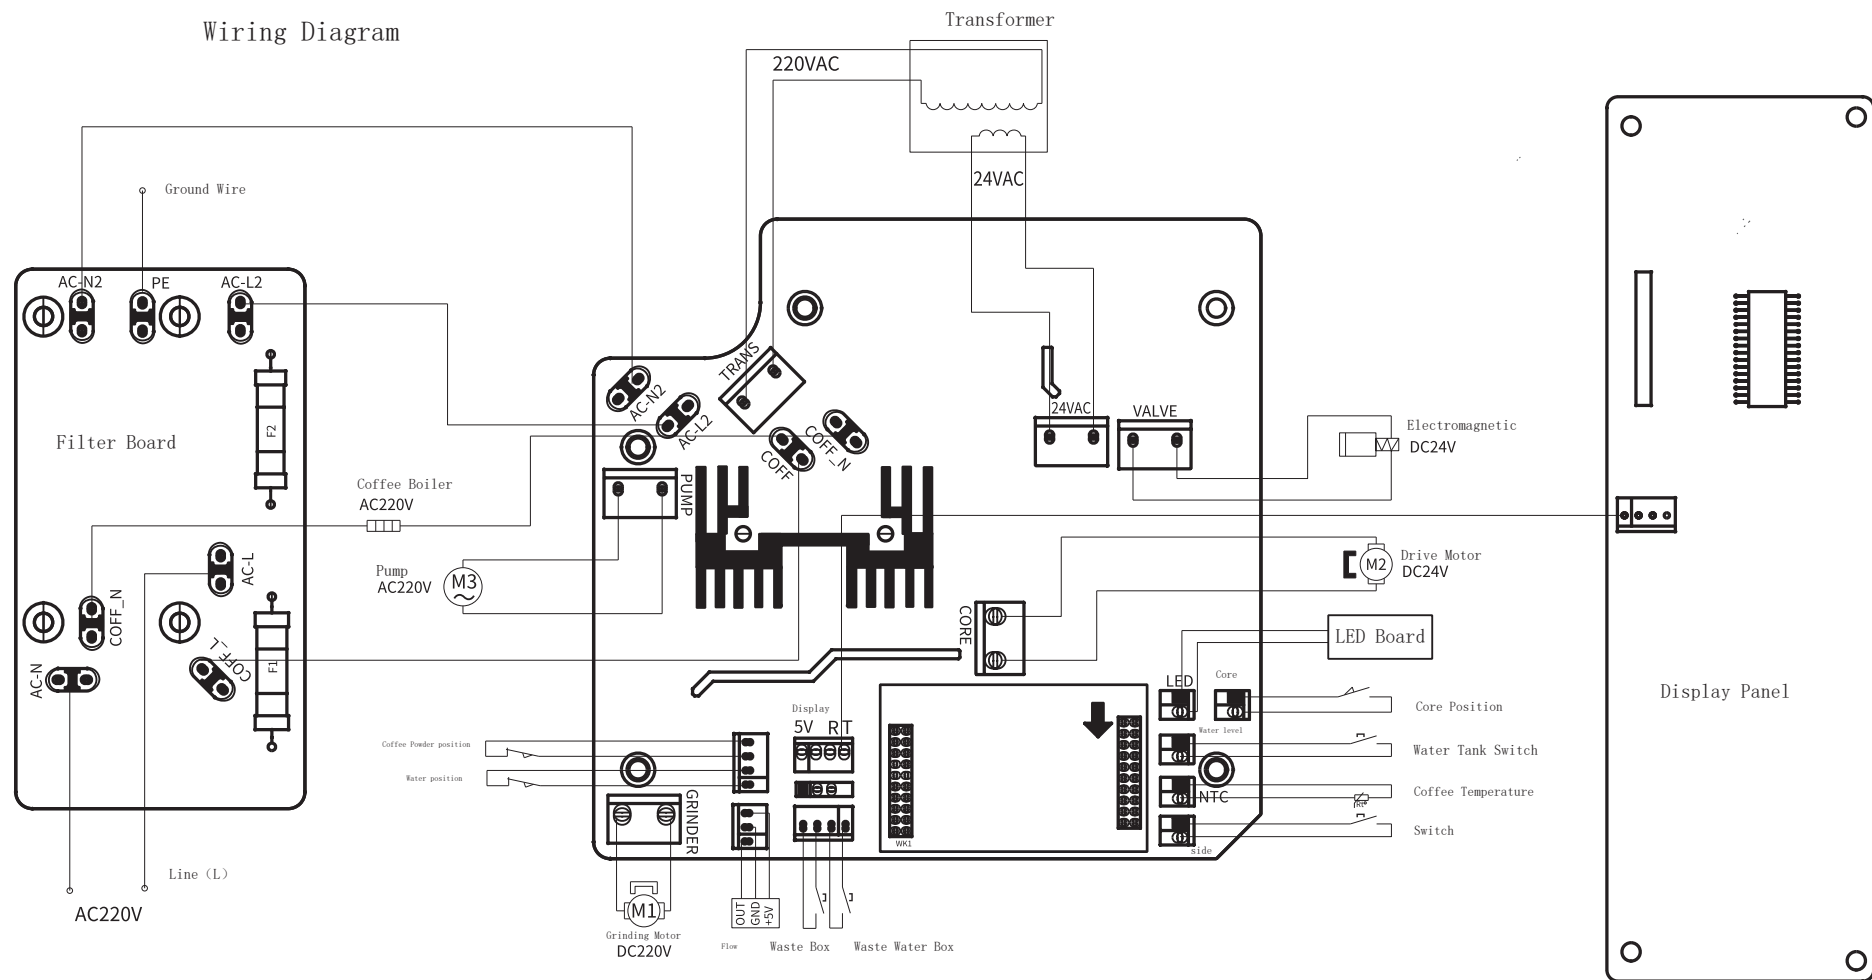 Wiring Diagram
Transformer
220VAC
24VAC
Ground Wire
AC-N2
PE
AC-L2
Filter Board
F2
Coffee Boiler
AC220V
Pump
AC220V
M3
AC-L
COFF_N
COFF_L
F1
AC-N
Line (L)
AC220V
TRANS
AC-N2
AC-L2
COFF
COFF_N
PUMP
24VAC
VALVE
Electromagnetic
DC24V
Drive Motor
M2
DC24V
CORE
LED Board
LED
Core
Core Position
Water level
Water Tank Switch
NTC
Coffee Temperature
Rt°
Switch
side
Display
5V
R T
Coffee Powder position
Water position
GRINDER
WK1
M1
Grinding Motor
DC220V
OUT
GND
+5V
Flow
Waste Box
Waste Water Box
Display Panel